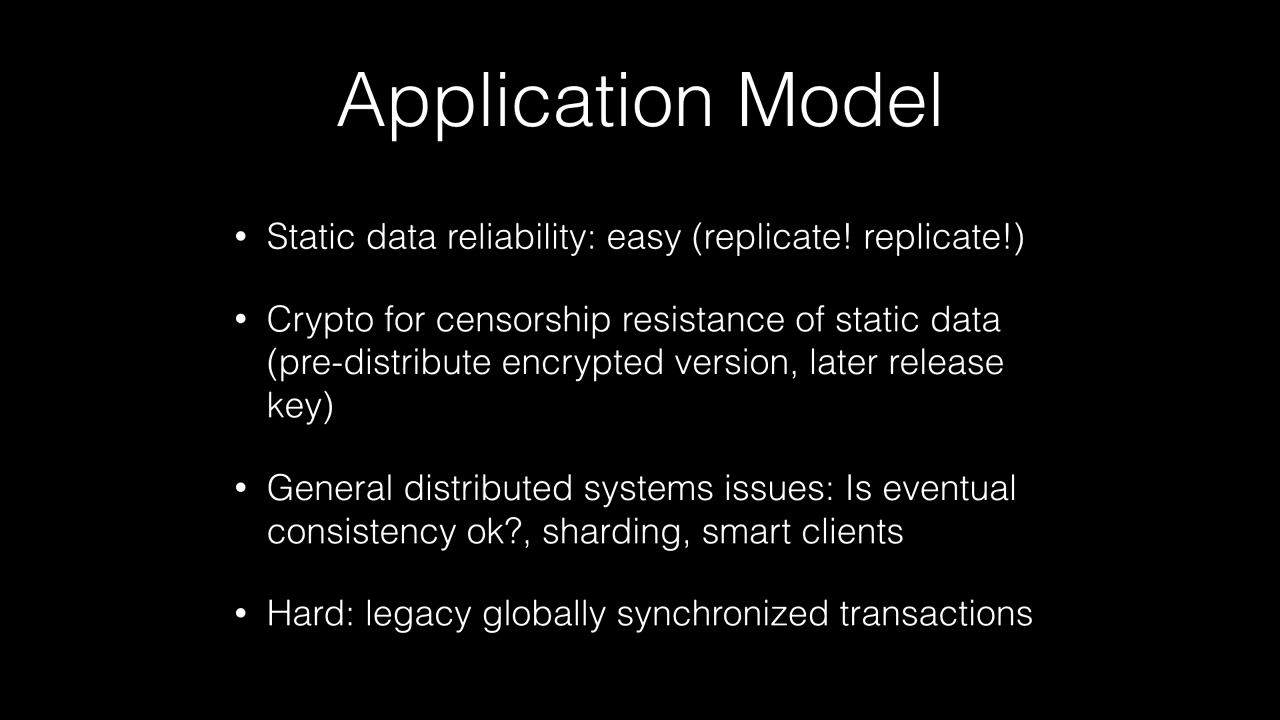 Application Model
• Static data reliability: easy (replicate! replicate!)
• Crypto for censorship resistance of static data
(pre-distribute encrypted version, later release
key)
• General distributed systems issues: Is eventual
consistency ok?, sharding, smart clients
• Hard: legacy globally synchronized transactions